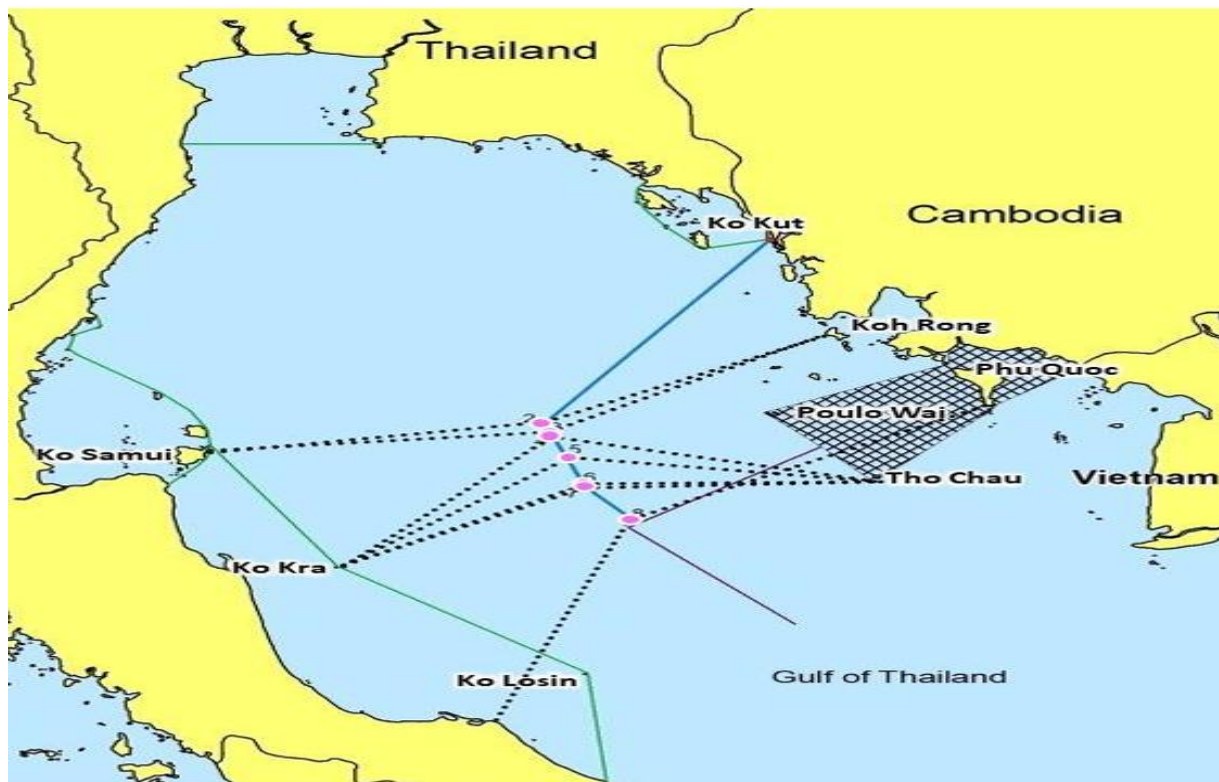 Thailand
Cambodia
Ko Kut
Koh Rong
Phu Quoc
Poulo Wai
Ko Samui
Tho Chau
Vietnam
Ko Kra
Ko Losin
Gulf of Thailand